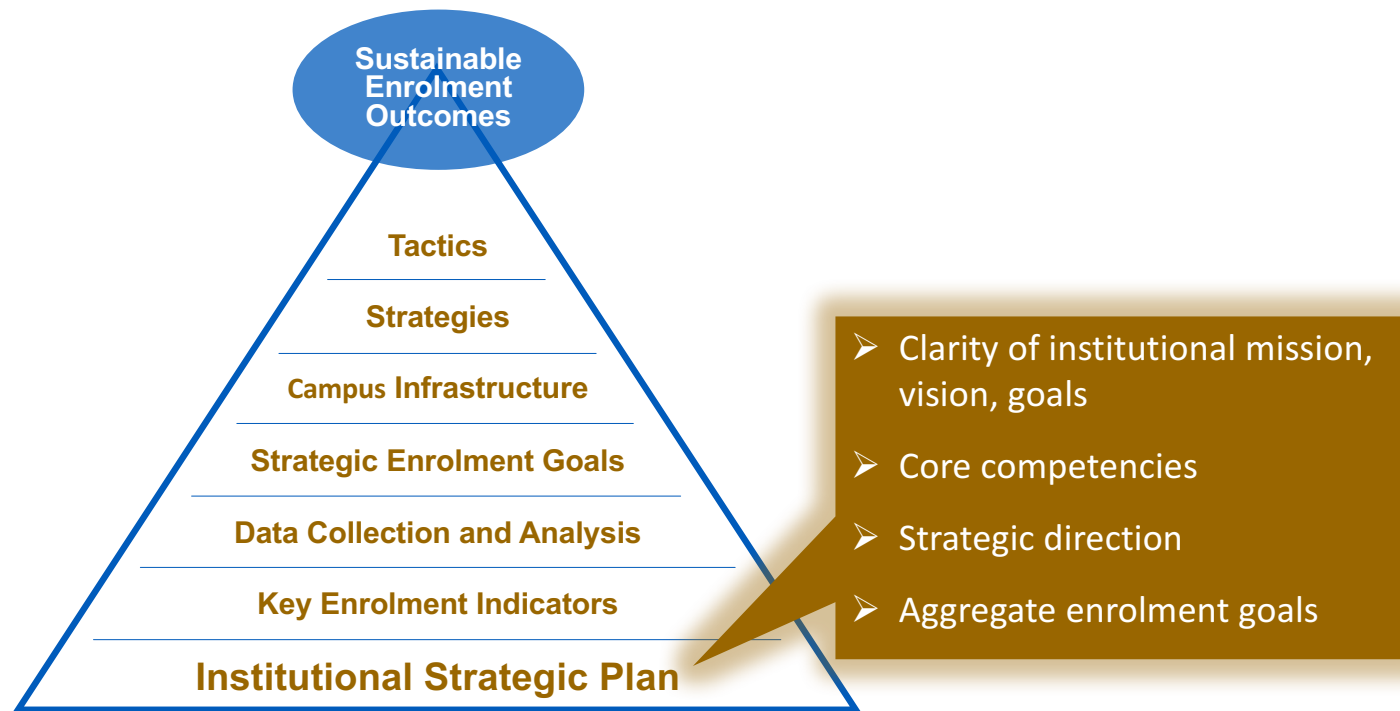 Sustainable
Enrolment
Outcomes
Tactics
Strategies
Campus Infrastructure
Strategic Enrolment Goals
Data Collection and Analysis
Key Enrolment Indicators
Institutional Strategic Plan
➢ Clarity of institutional mission,
vision, goals
➢ Core competencies
➢ Strategic direction
➢ Aggregate enrolment goals